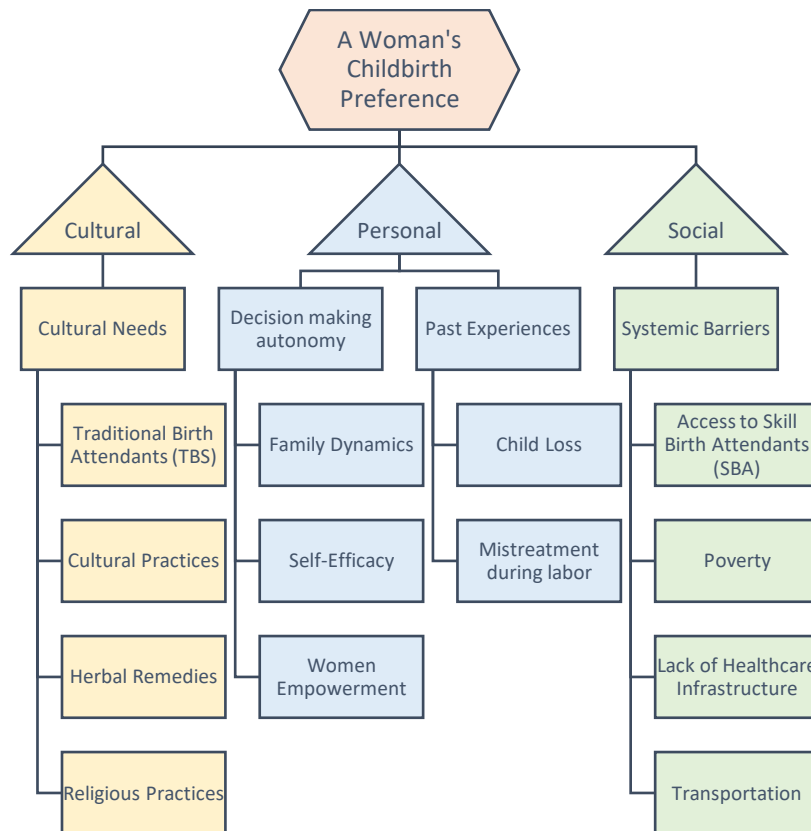 A Woman's
Childbirth
Preference
Cultural
Personal
Social
Cultural Needs
Decision making
autonomy
Past Experiences
Systemic Barriers
Traditional Birth
Attendants (TBS)
Family Dynamics
Child Loss
Access to Skill
Birth Attendants
(SBA)
Cultural Practices
Self-Efficacy
Mistreatment
during labor
Poverty
Herbal Remedies
Women
Empowerment
Lack of Healthcare
Infrastructure
Religious Practices
Transportation